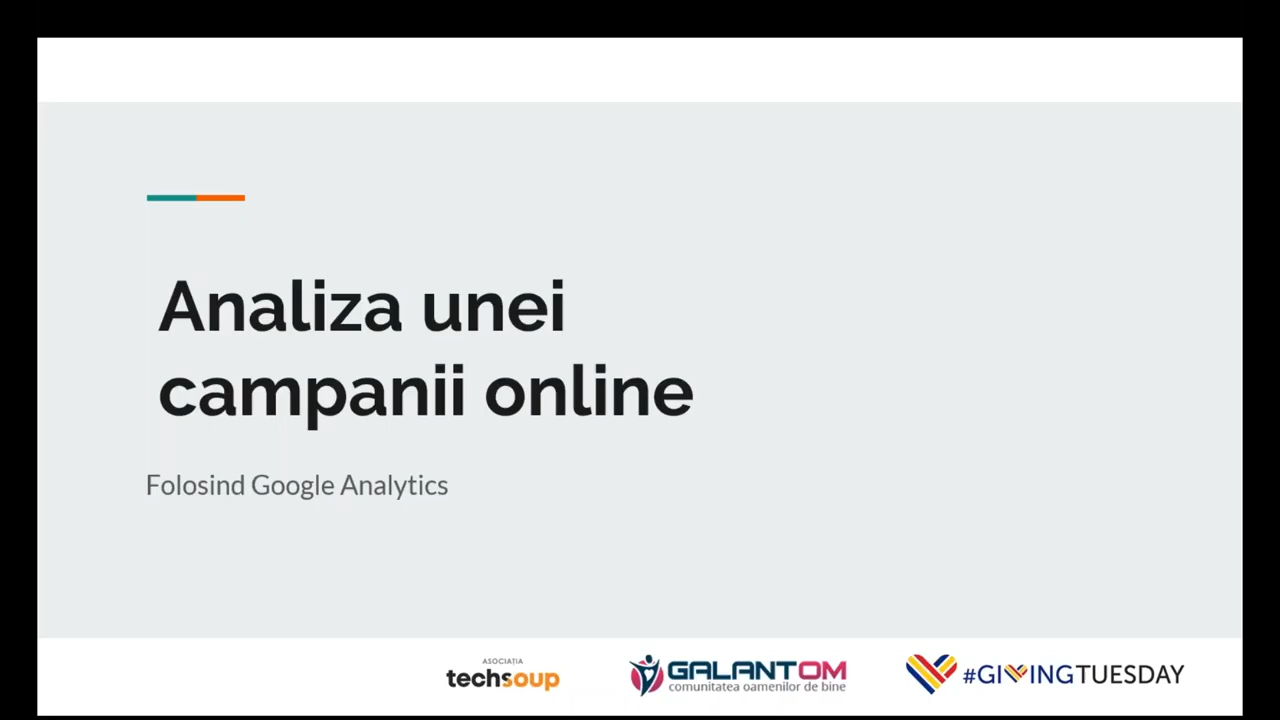 Analiza unei
campanii online
Folosind Google Analytics
ASOCIAȚIA
techsoup
GALANTOM
comunitatea oamenilor de bine
#GIVINGTUESDAY